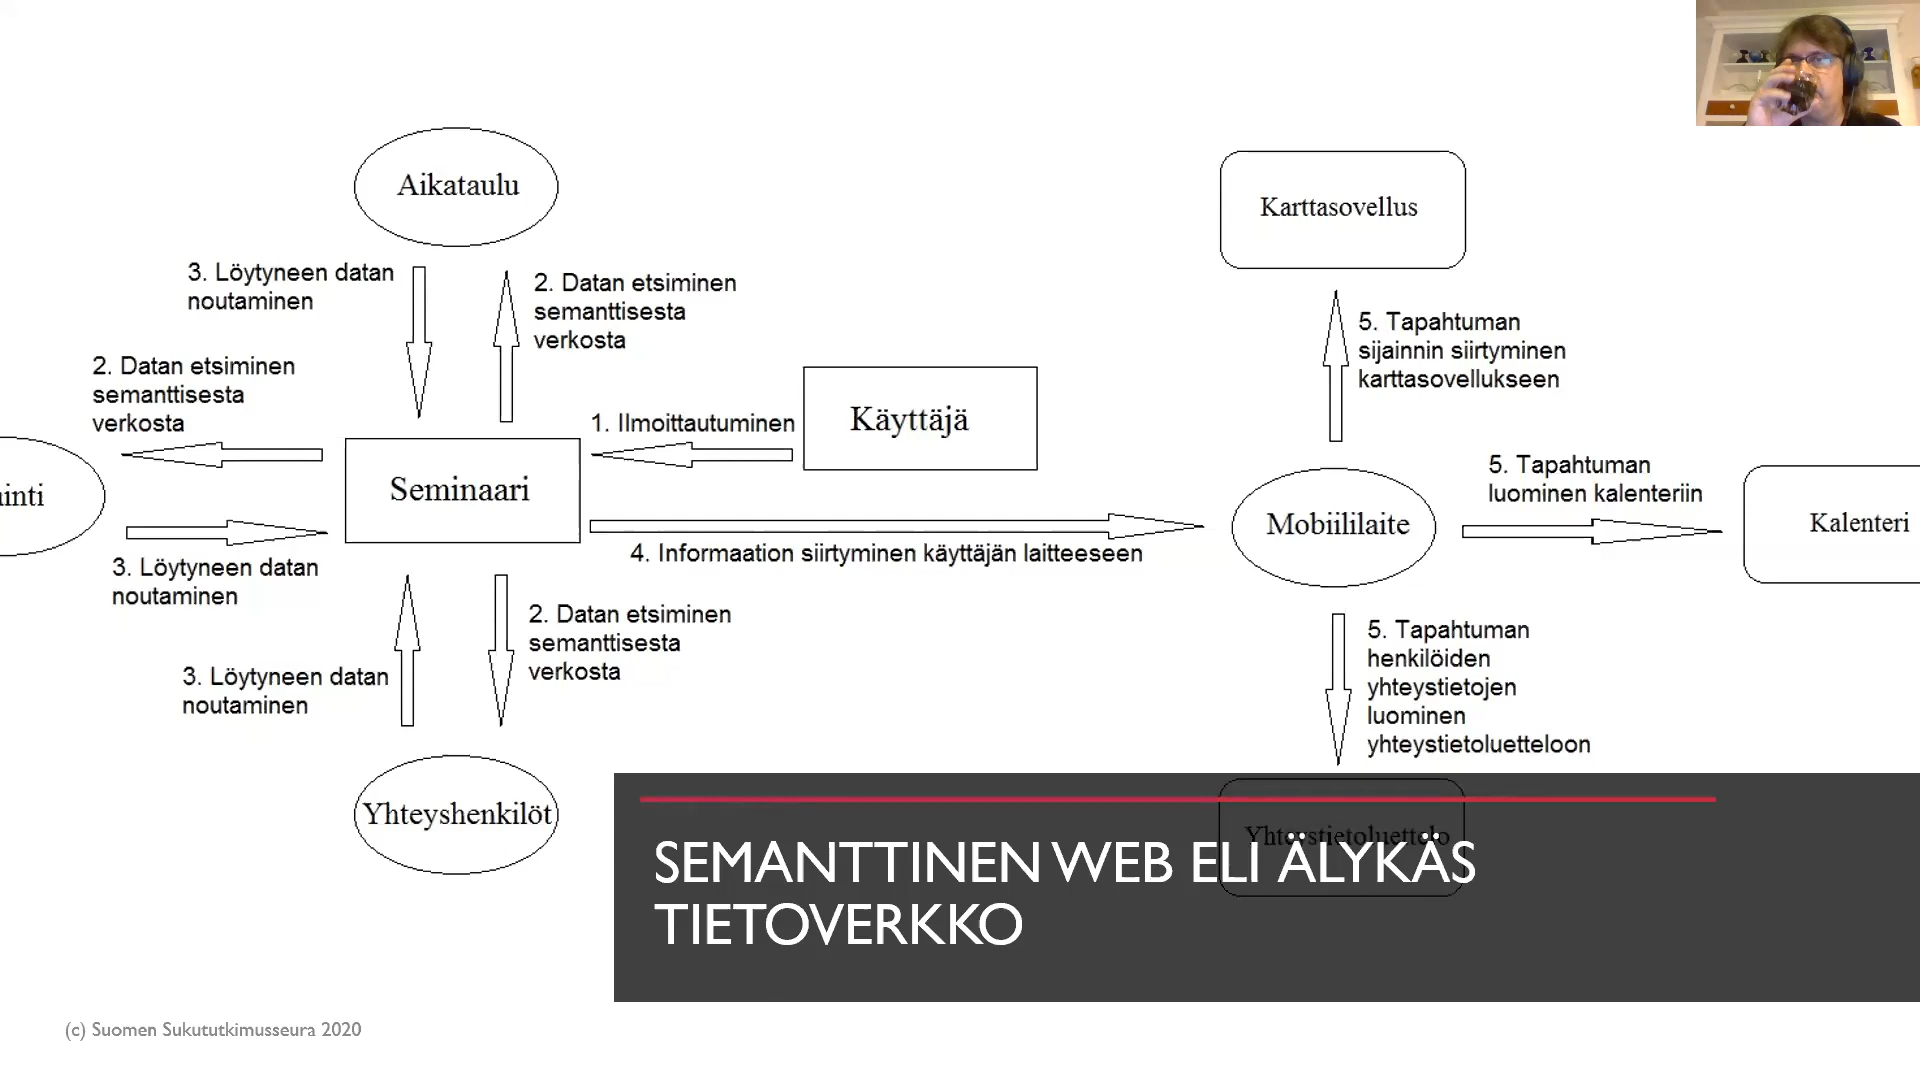 Aikataulu
Karttasovellus
3. Löytyneen datan
noutaminen
2. Datan etsiminen
semanttisesta
verkosta
5. Tapahtuman
sijainnin siirtyminen
karttasovellukseen
2. Datan etsiminen
semanttisesta
verkosta
1. Ilmoittautuminen
Käyttäjä
5. Tapahtuman
luominen kalenteriin
inti
Seminaari
Mobiililaite
Kalenteri
4. Informaation siirtyminen käyttäjän laitteeseen
3. Löytyneen datan
noutaminen
2. Datan etsiminen
semanttisesta
verkosta
5. Tapahtuman
henkilöiden
yhteystietojen
luominen
yhteystietoluetteloon
3. Löytyneen datan
noutaminen
Yhteyshenkilöt
Yhteystietoluettelo
SEMANTTINEN WEB ELI ÄLYKÄS
TIETOVERKKO
(c) Suomen Sukututkimusseura 2020